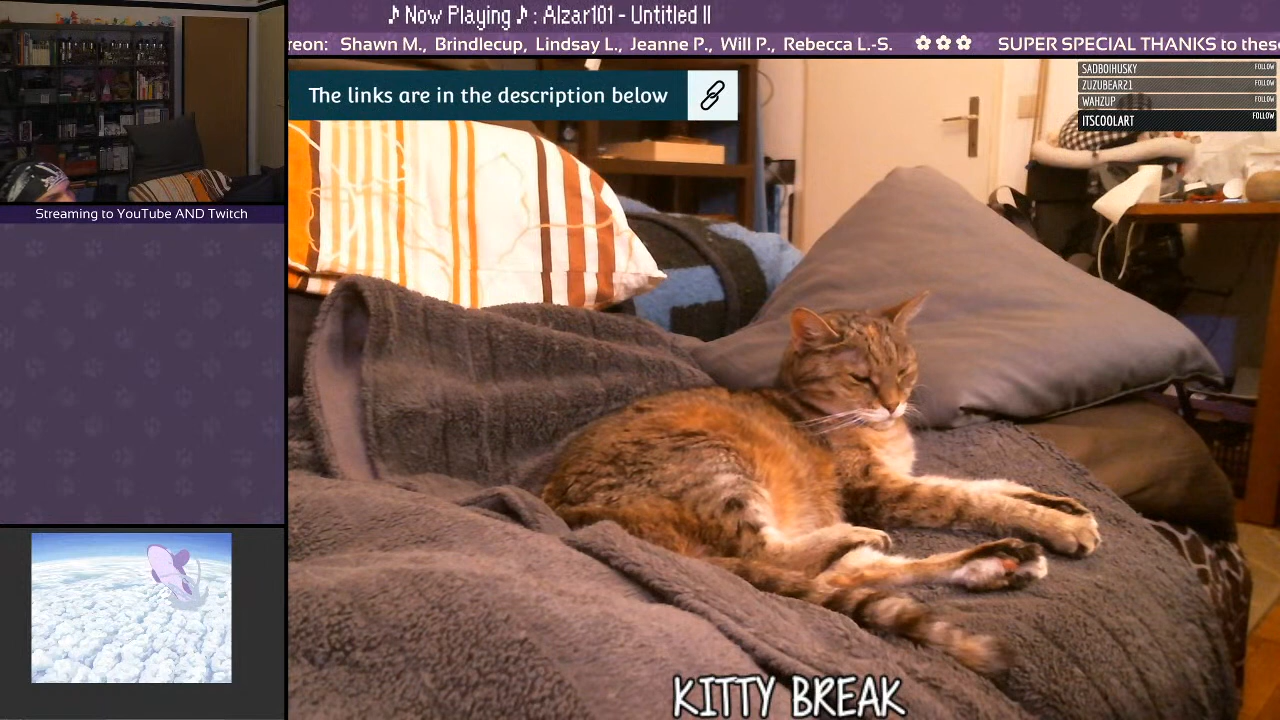 ♪ Now Playing ♪ : Alzar101 - Untitled II
reon: Shawn M., Brindlecup, Lindsay L., Jeanne P., Will P., Rebecca L.-S. ✿ ✿ ✿ SUPER SPECIAL THANKS to thes
The links are in the description below
SADBOIHUSKY FOLLOW
ZUZUBEAR21 FOLLOW
WAHZUP FOLLOW
ITSCOOLART FOLLOW
Streaming to YouTube AND Twitch
KITTY BREAK